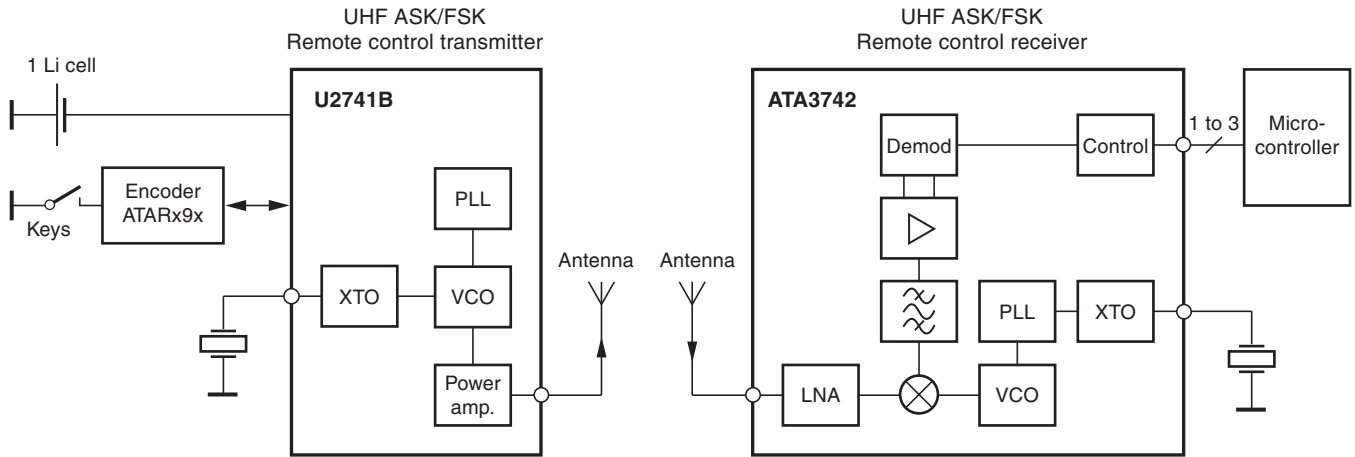 UHF ASK/FSK
Remote control transmitter
1 Li cell
U2741B
Encoder
ATARx9x
Keys
PLL
XTO
VCO
Power
amp.
Antenna
UHF ASK/FSK
Remote control receiver
Antenna
ATA3742
Demod
Control
1 to 3
Micro-
controller
PLL
XTO
LNA
VCO